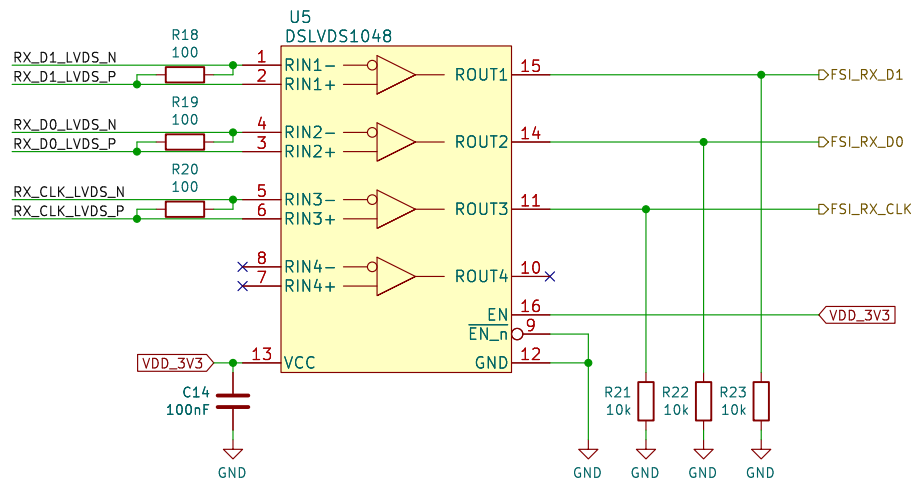 U5
DSLVDS1048
R18
100
RX_D1_LVDS_N
RX_D1_LVDS_P
1
2
RIN1-
RIN1+
ROUT1
15
FSI_RX_D1
R19
100
RX_D0_LVDS_N
RX_D0_LVDS_P
4
3
RIN2-
RIN2+
ROUT2
14
FSI_RX_D0
R20
100
RX_CLK_LVDS_N
RX_CLK_LVDS_P
5
6
RIN3-
RIN3+
ROUT3
11
FSI_RX_CLK
8
7
RIN4-
RIN4+
ROUT4
10
EN
16
VDD_3V3
EN_n
9
VDD_3V3
13
VCC
GND
12
C14
100nF
R21
10k
R22
10k
R23
10k
GND
GND
GND
GND
GND